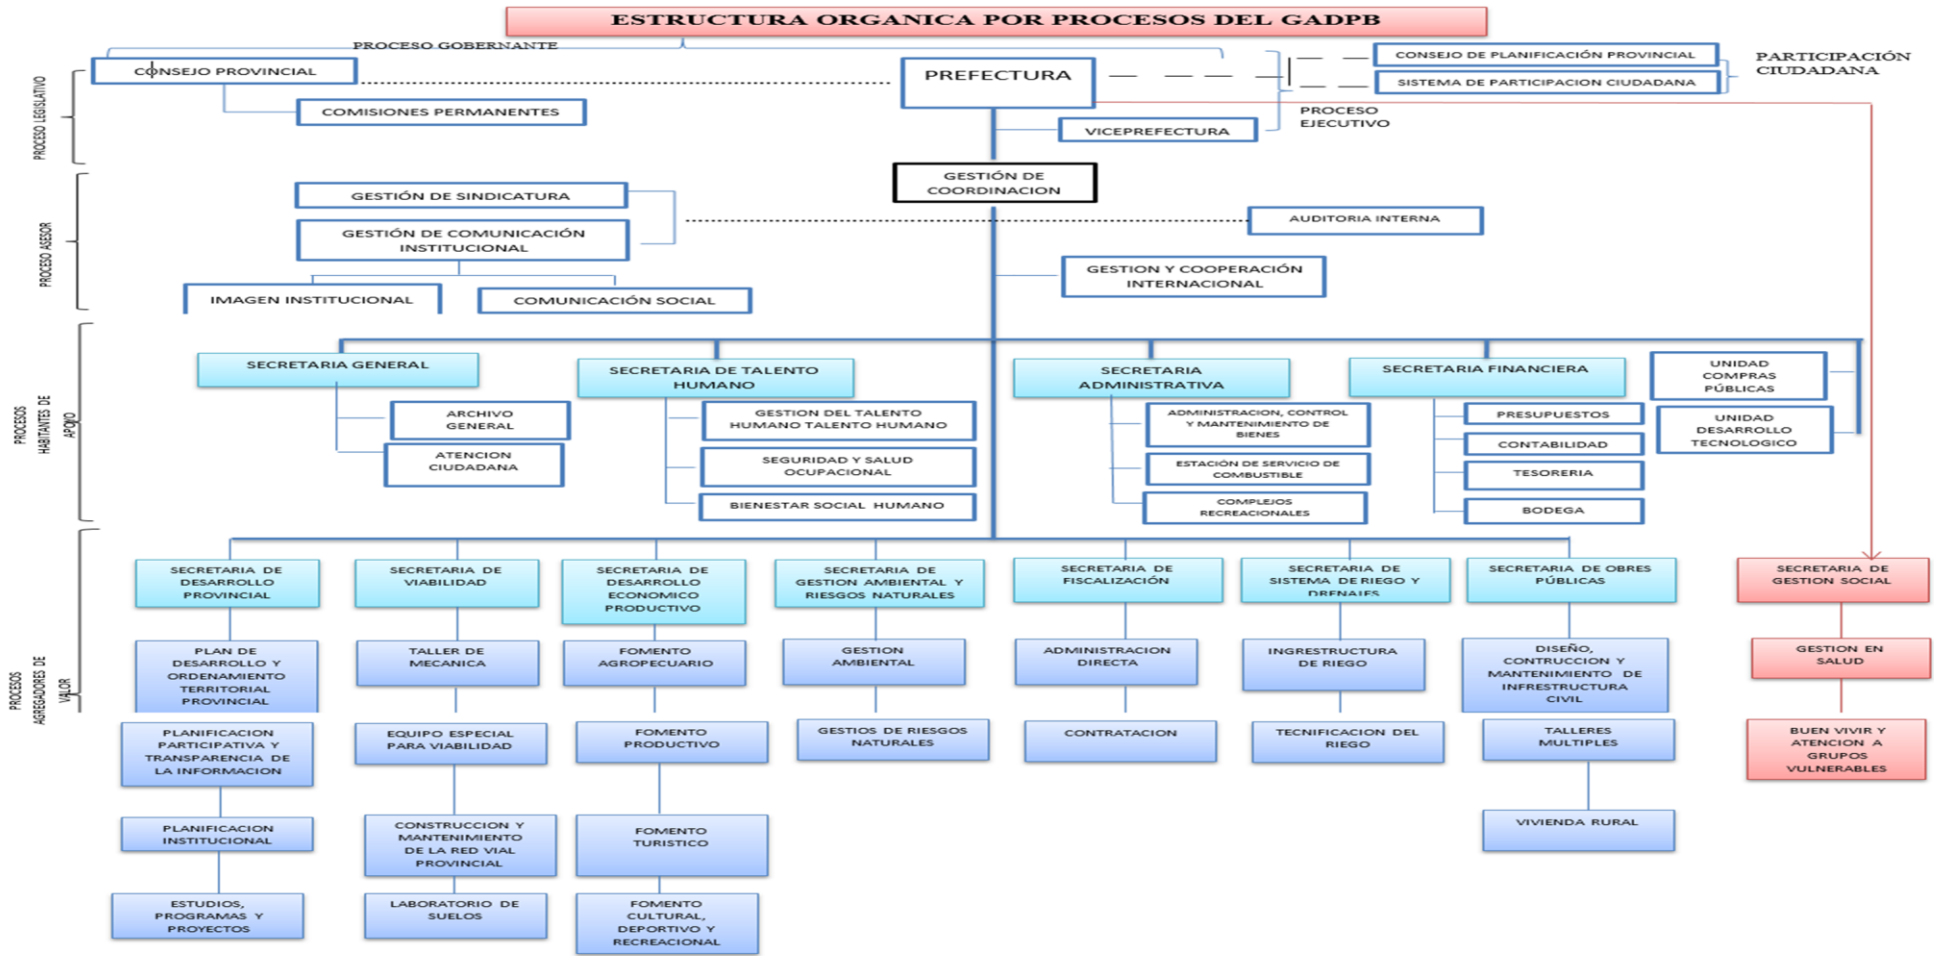 ESTRUCTURA ORGANICA POR PROCESOS DEL GADPB
PROCESO GOBERNANTE
CONSEJO PROVINCIAL
COMISIONES PERMANENTES
PROCESO LEGISLATIVO
PREFECTURA
VICEPREFECTURA
PROCESO
EJECUTIVO
CONSEJO DE PLANIFICACIÓN PROVINCIAL
SISTEMA DE PARTICIPACION CIUDADANA
PARTICIPACIÓN
CIUDADANA
GESTIÓN DE
COORDINACION
PROCESO ASESOR
GESTIÓN DE SINDICATURA
GESTIÓN DE COMUNICACIÓN
INSTITUCIONAL
IMAGEN INSTITUCIONAL
COMUNICACIÓN SOCIAL
AUDITORIA INTERNA
GESTION Y COOPERACIÓN
INTERNACIONAL
PROCESOS
HABITANTES DE
APOIO
SECRETARIA GENERAL
ARCHIVO
GENERAL
ATENCION
CIUDADANA
SECRETARIA DE TALENTO
HUMANO
GESTION DEL TALENTO
HUMANO TALENTO HUMANO
SEGURIDAD Y SALUD
OCUPACIONAL
BIENESTAR SOCIAL HUMANO
SECRETARIA
ADMINISTRATIVA
ADMINISTRACION, CONTROL
Y MANTENIMIENTO DE
BIENES
ESTACIÓN DE SERVICIO DE
COMBUSTIBLE
COMPLEJOS
RECREACIONALES
SECRETARIA FINANCIERA
PRESUPUESTOS
CONTABILIDAD
TESORERIA
BODEGA
UNIDAD
COMPRAS
PÚBLICAS
UNIDAD
DESARROLLO
TECNOLOGICO
PROCESOS
AGREGADORES DE
VALOR
SECRETARIA DE
DESARROLLO
PROVINCIAL
PLAN DE
DESARROLLO Y
ORDENAMIENTO
TERRITORIAL
PROVINCIAL
PLANIFICACION
PARTICIPATIVA Y
TRANSPARENCIA DE
LA INFORMACION
PLANIFICACION
INSTITUCIONAL
ESTUDIOS,
PROGRAMAS Y
PROYECTOS
SECRETARIA DE
VIABILIDAD
TALLER DE
MECANICA
EQUIPO ESPECIAL
PARA VIABILIDAD
CONSTRUCCION Y
MANTENIMIENTO
DE LA RED VIAL
PROVINCIAL
LABORATORIO DE
SUELOS
SECRETARIA DE
DESARROLLO
ECONOMICO
PRODUCTIVO
FOMENTO
AGROPECUARIO
FOMENTO
PRODUCTIVO
FOMENTO
TURISTICO
FOMENTO
CULTURAL,
DEPORTIVO Y
RECREACIONAL
SECRETARIA DE
GESTION AMBIENTAL Y
RIESGOS NATURALES
GESTION
AMBIENTAL
GESTIOS DE RIESGOS
NATURALES
SECRETARIA DE
FISCALIZACIÓN
ADMINISTRACION
DIRECTA
CONTRATACION
SECRETARIA DE
SISTEMA DE RIEGO Y
DRENAJES
INGRESTRUCTURA
DE RIEGO
TECNIFICACION DEL
RIEGO
SECRETARIA DE OBRES
PÚBLICAS
DISEÑO,
CONTRUCCION Y
MANTENIMIENTO DE
INFRESTRUCTURA
CIVIL
TALLERES
MULTIPLES
VIVIENDA RURAL
SECRETARIA DE
GESTION SOCIAL
GESTION EN
SALUD
BUEN VIVIR Y
ATENCION A
GRUPOS
VULNERABLES